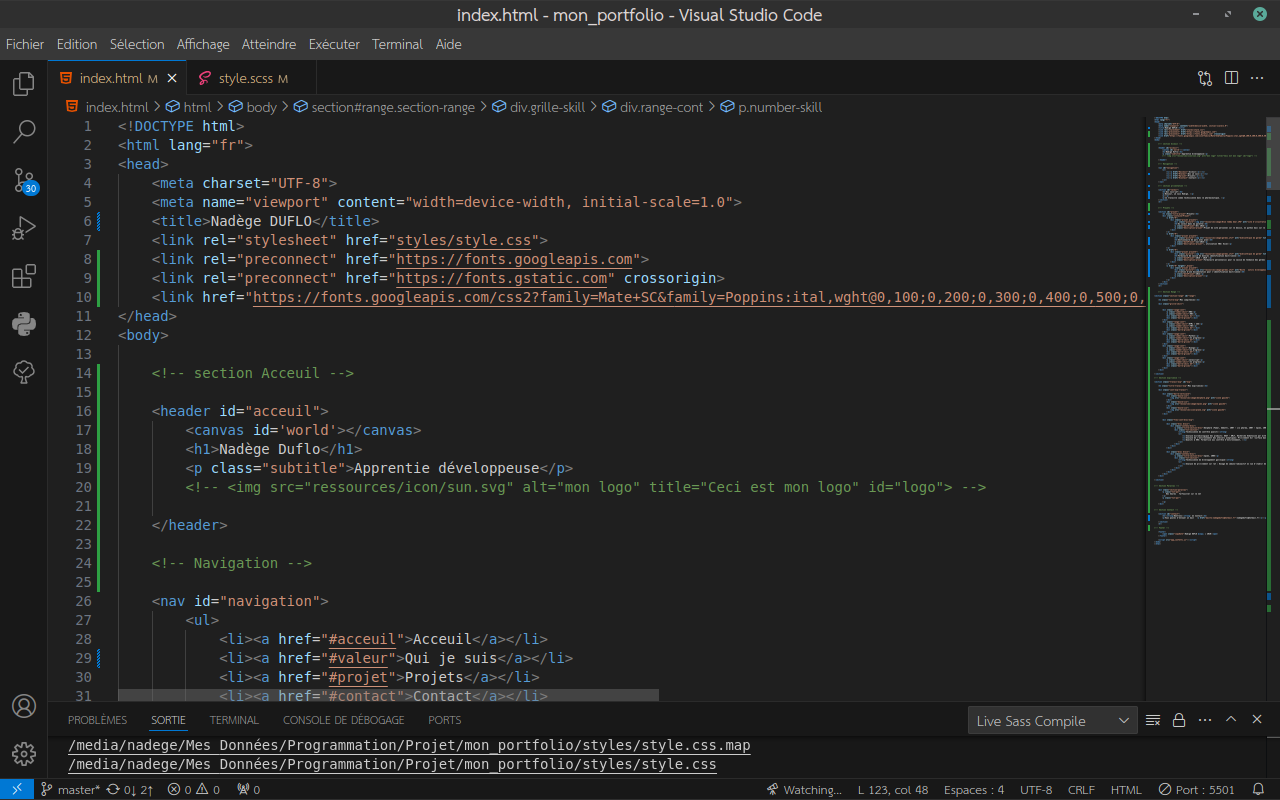 index.html - mon_portfolio - Visual Studio Code
Fichier Edition Sélection Affichage Atteindre Exécuter Terminal Aide
index.html M style.scss M
index.html > html > body > section#range.section-range > div.grille-skill > div.range-cont > p.number-skill
1 <!DOCTYPE html>
2 <html lang="fr">
3 <head>
4 <meta charset="UTF-8">
5 <meta name="viewport" content="width=device-width, initial-scale=1.0">
6 <title>Nadège DUFLO</title>
7 <link rel="stylesheet" href="styles/style.css">
8 <link rel="preconnect" href="https://fonts.googleapis.com">
9 <link rel="preconnect" href="https://fonts.gstatic.com" crossorigin>
10 <link href="https://fonts.googleapis.com/css2?family=Mate+SC&family=Poppins:ital,wght@0,100;0,200;0,300;0,400;0,500;0,
11 </head>
12 <body>
13
14 <!-- section Acceuil -->
15
16 <header id="acceuil">
17 <canvas id='world'></canvas>
18 <h1>Nadège Duflo</h1>
19 <p class="subtitle">Apprentie développeuse</p>
20 <!-- <img src="ressources/icon/sun.svg" alt="mon logo" title="Ceci est mon logo" id="logo"> -->
21
22 </header>
23
24 <!-- Navigation -->
25
26 <nav id="navigation">
27 <ul>
28 <li><a href="#acceuil">Acceuil</a></li>
29 <li><a href="#valeur">Qui je suis</a></li>
30 <li><a href="#projet">Projets</a></li>
31 <li><a href="#contact">Contact</a></li>
30
PROBLÈMES SORTIE TERMINAL CONSOLE DE DÉBOGAGE PORTS Live Sass Compile
/media/nadege/Mes Données/Programmation/Projet/mon_portfolio/styles/style.css.map
/media/nadege/Mes Données/Programmation/Projet/mon_portfolio/styles/style.css
master* 0↓ 2↑ 0 0 0 Watching... L 123, col 48 Espaces : 4 UTF-8 CRLF HTML Port : 5501